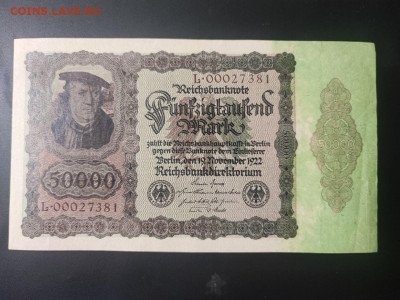 COINS.LAVE.RU
L·00027381
Reichsbanknote
Fünfzigtausend
Mark
zahlt die Reichsbankhauptkasse in Berlin
gegen diese Banknote dem Einlieferer
Berlin, den 19. November 1922
Reichsbankdirektorium
50000
L·00027381